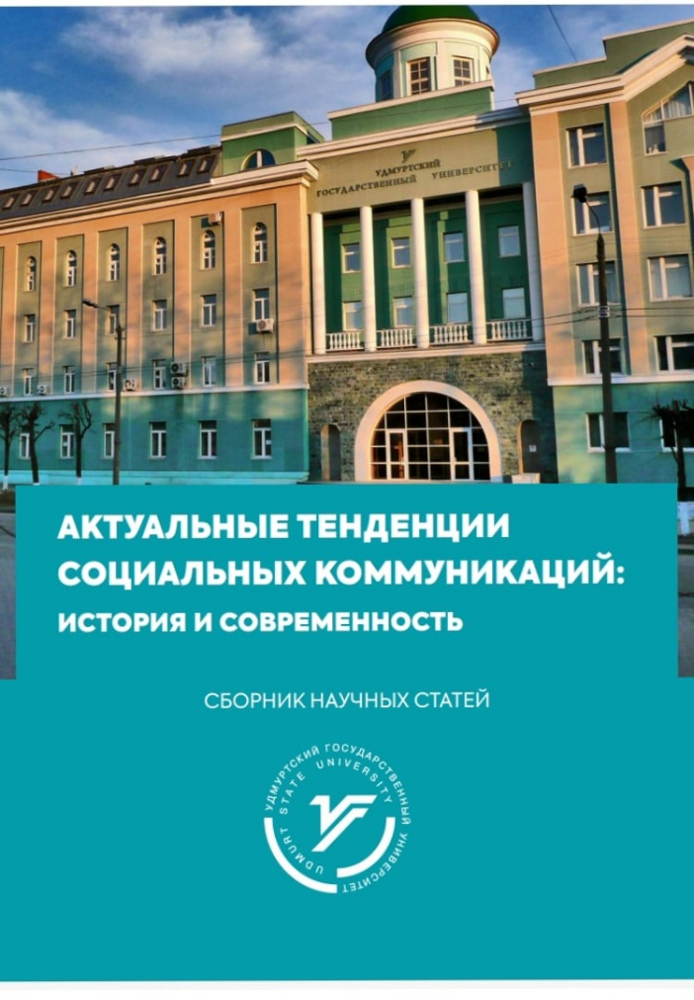 УДМУРТСКИЙ
ГОСУДАРСТВЕННЫЙ УНИВЕРСИТЕТ
АКТУАЛЬНЫЕ ТЕНДЕНЦИИ
СОЦИАЛЬНЫХ КОММУНИКАЦИЙ:
ИСТОРИЯ И СОВРЕМЕННОСТЬ
СБОРНИК НАУЧНЫХ СТАТЕЙ
УДМУРТСКИЙ ГОСУДАРСТВЕННЫЙ УНИВЕРСИТЕТ
UDMURT STATE UNIVERSITY